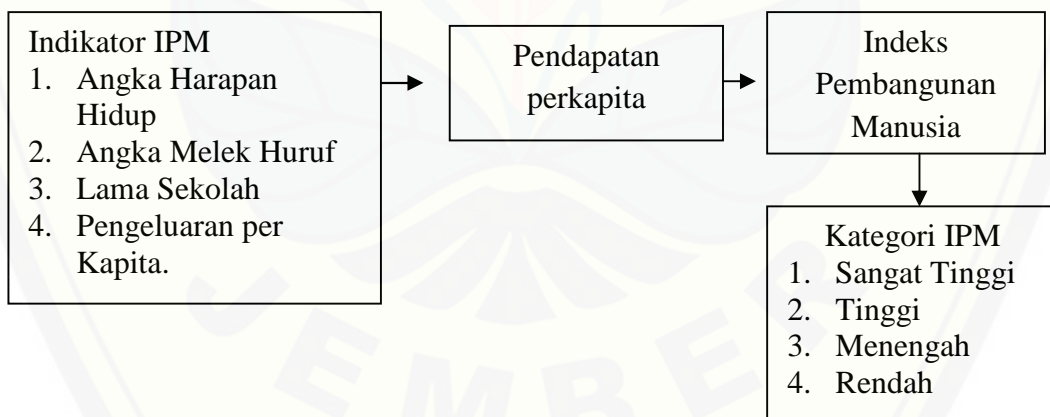 Indikator IPM
1. Angka Harapan
Hidup
2. Angka Melek Huruf
3. Lama Sekolah
4. Pengeluaran per
Kapita.
Pendapatan
perkapita
Indeks
Pembangunan
Manusia
Kategori IPM
1. Sangat Tinggi
2. Tinggi
3. Menengah
4. Rendah
JEMBER